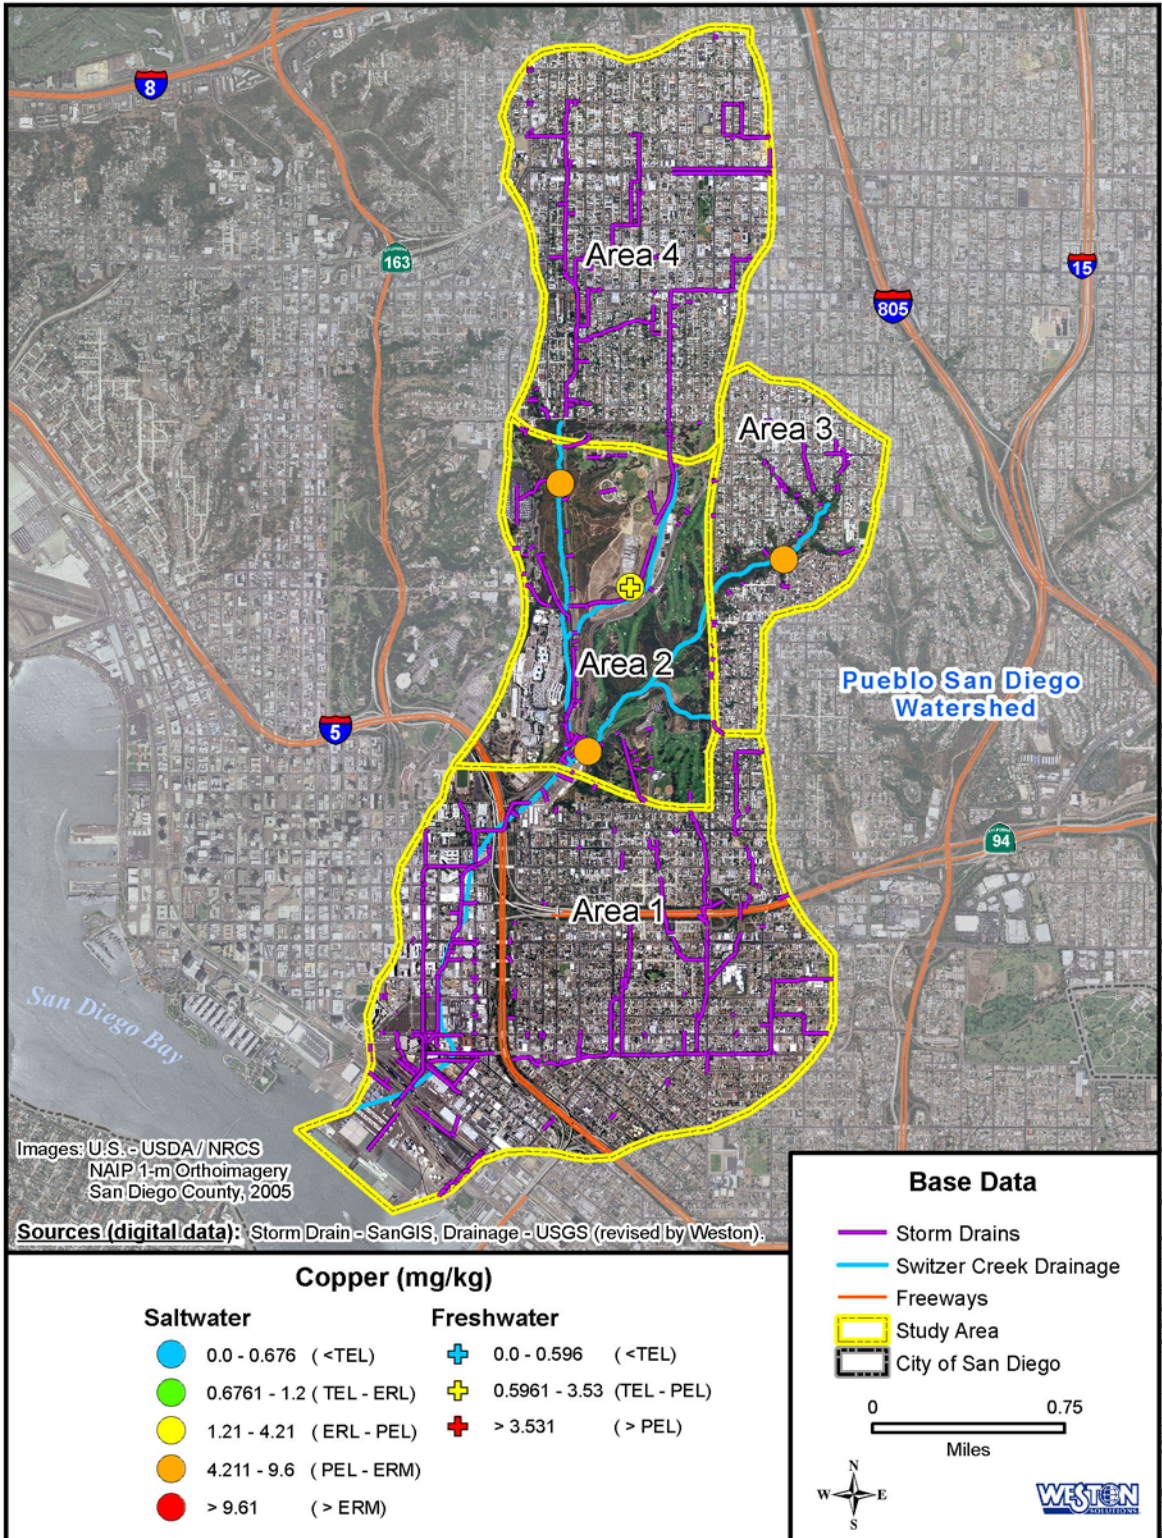 8
163
15
805
Area 4
Area 3
Area 2
Pueblo San Diego
Watershed
5
94
Area 1
San Diego Bay
Images: U.S. - USDA / NRCS
NAIP 1-m Orthoimagery
San Diego County, 2005
Sources (digital data): Storm Drain - SanGIS, Drainage - USGS (revised by Weston).
Copper (mg/kg)
Saltwater
0.0 - 0.676 ( <TEL)
0.6761 - 1.2 ( TEL - ERL)
1.21 - 4.21 ( ERL - PEL)
4.211 - 9.6 ( PEL - ERM)
> 9.61 ( > ERM)
Freshwater
0.0 - 0.596 ( <TEL)
0.5961 - 3.53 (TEL - PEL)
> 3.531 ( > PEL)
Base Data
Storm Drains
Switzer Creek Drainage
Freeways
Study Area
City of San Diego
0 0.75
Miles
N
W E
S
WESTON
SOLUTIONS